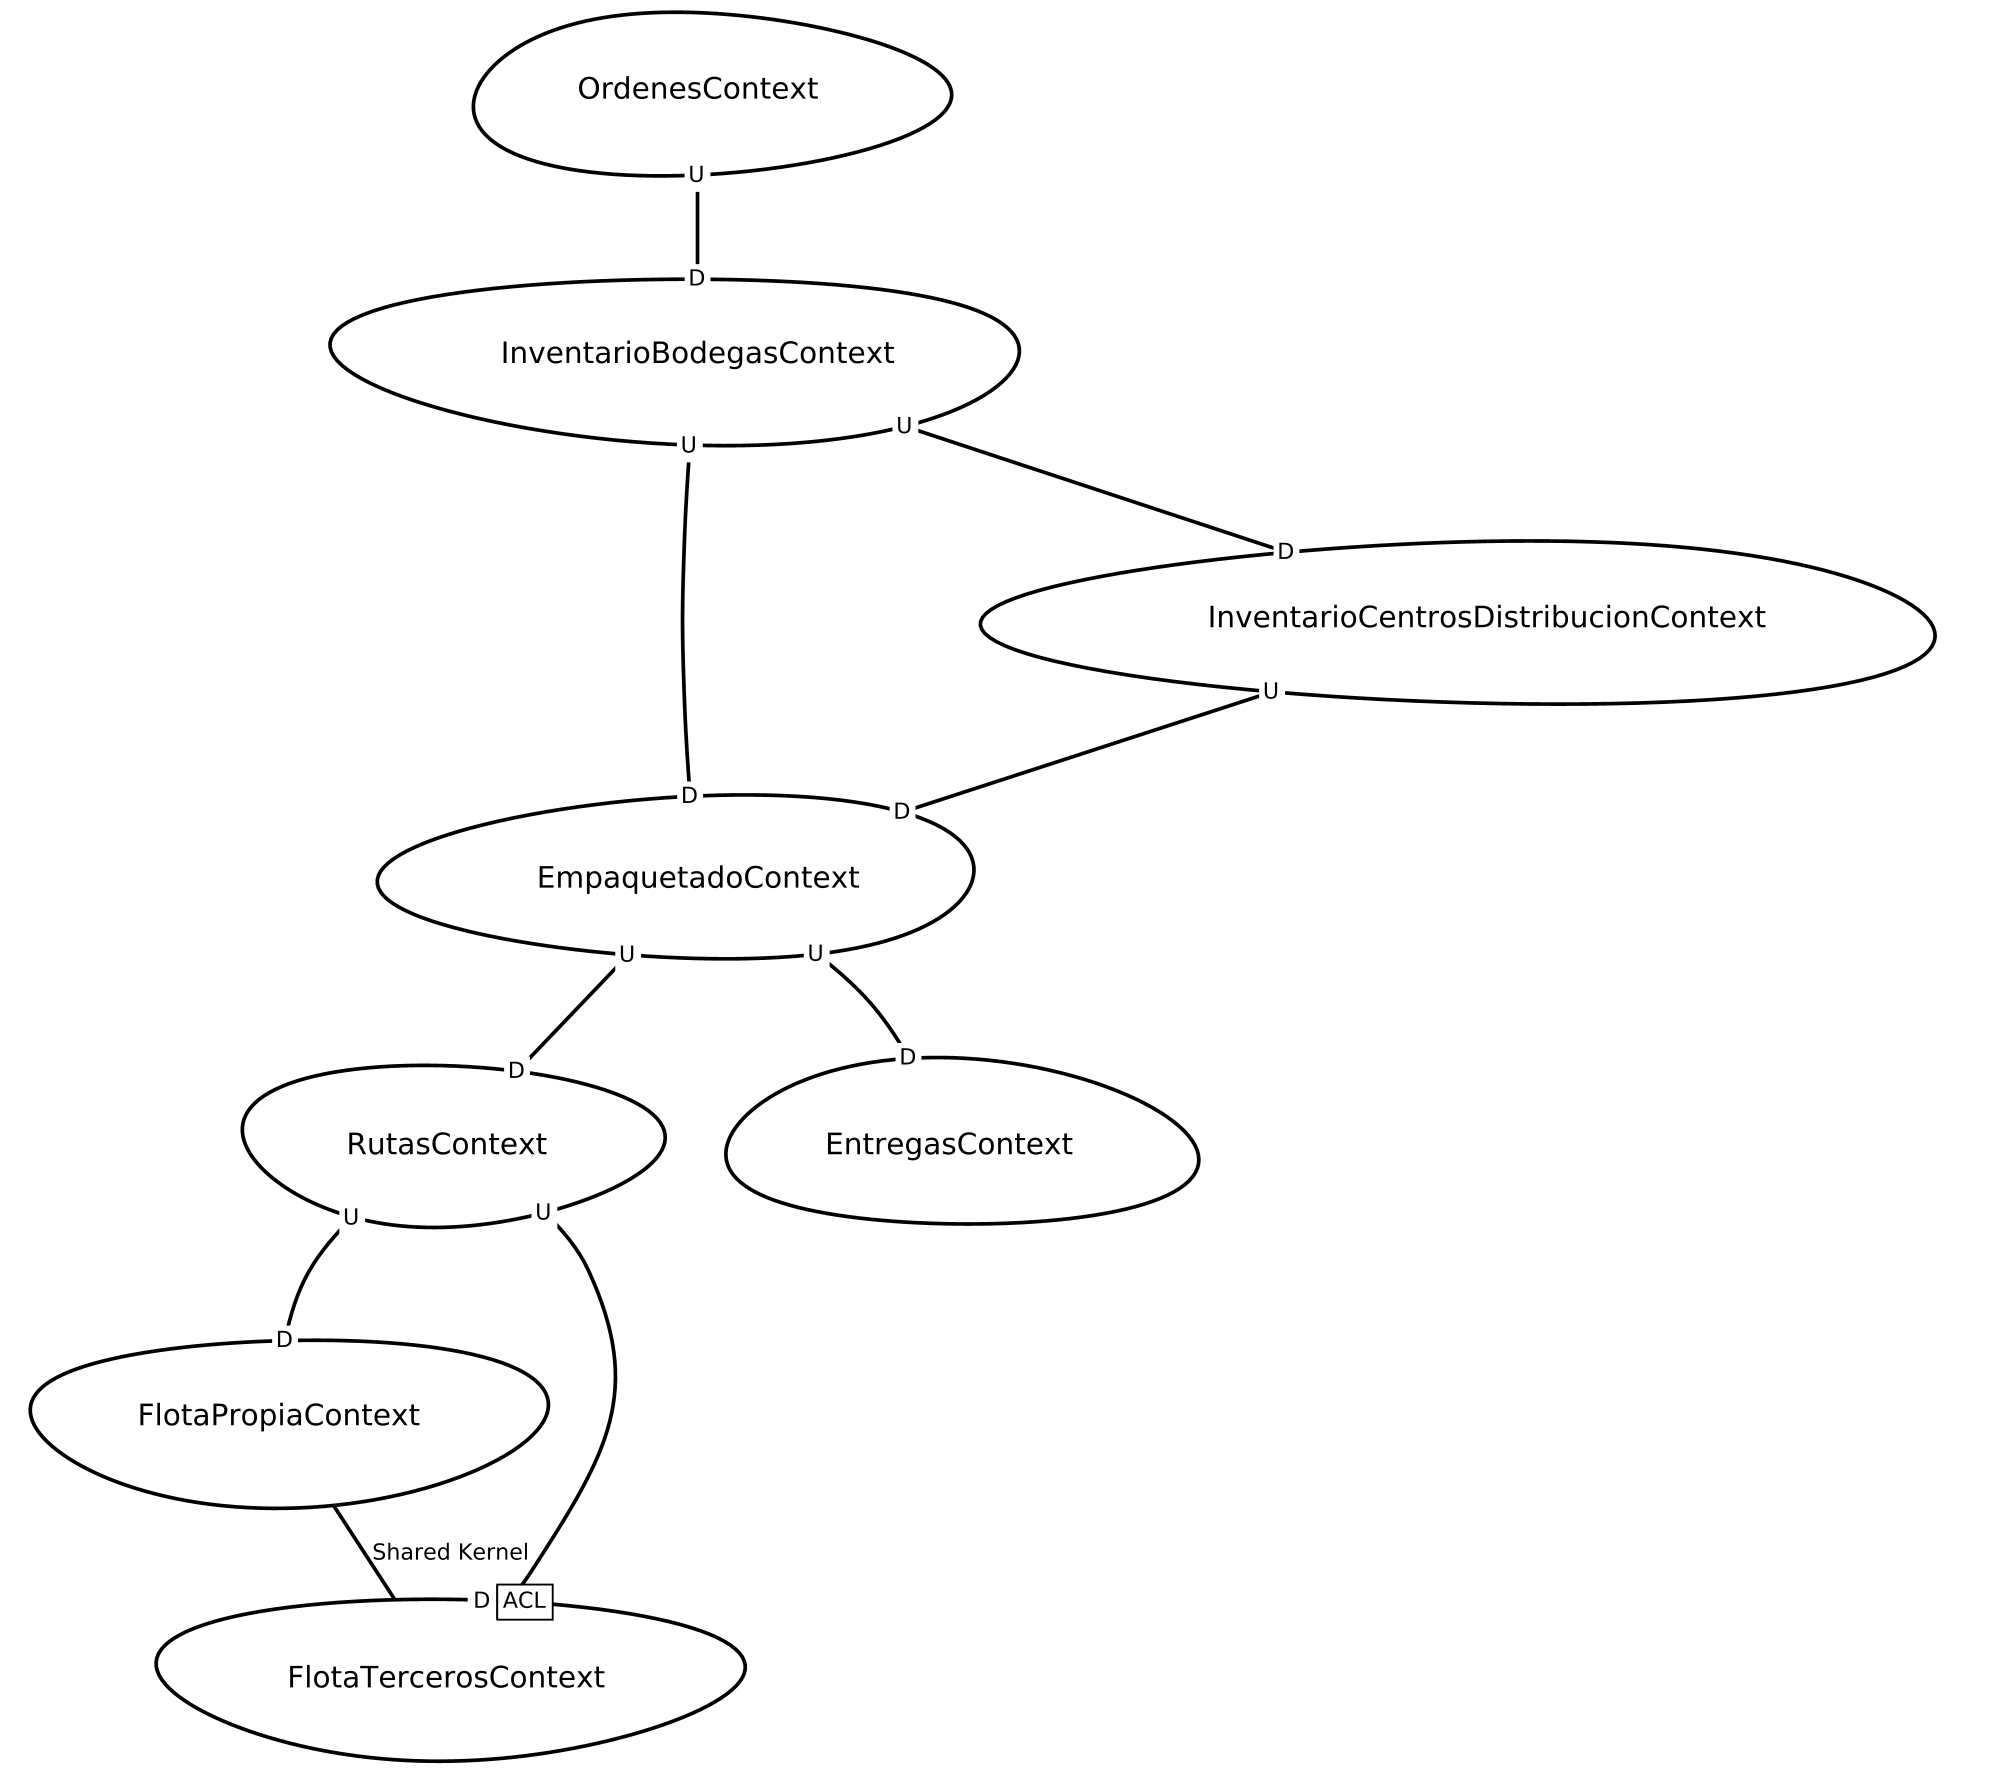 OrdenesContext
U
D
InventarioBodegasContext
U
U
D
InventarioCentrosDistribucionContext
U
D
D
EmpaquetadoContext
U
U
D
D
RutasContext
EntregasContext
U
U
D
FlotaPropiaContext
Shared Kernel
D ACL
FlotaTercerosContext